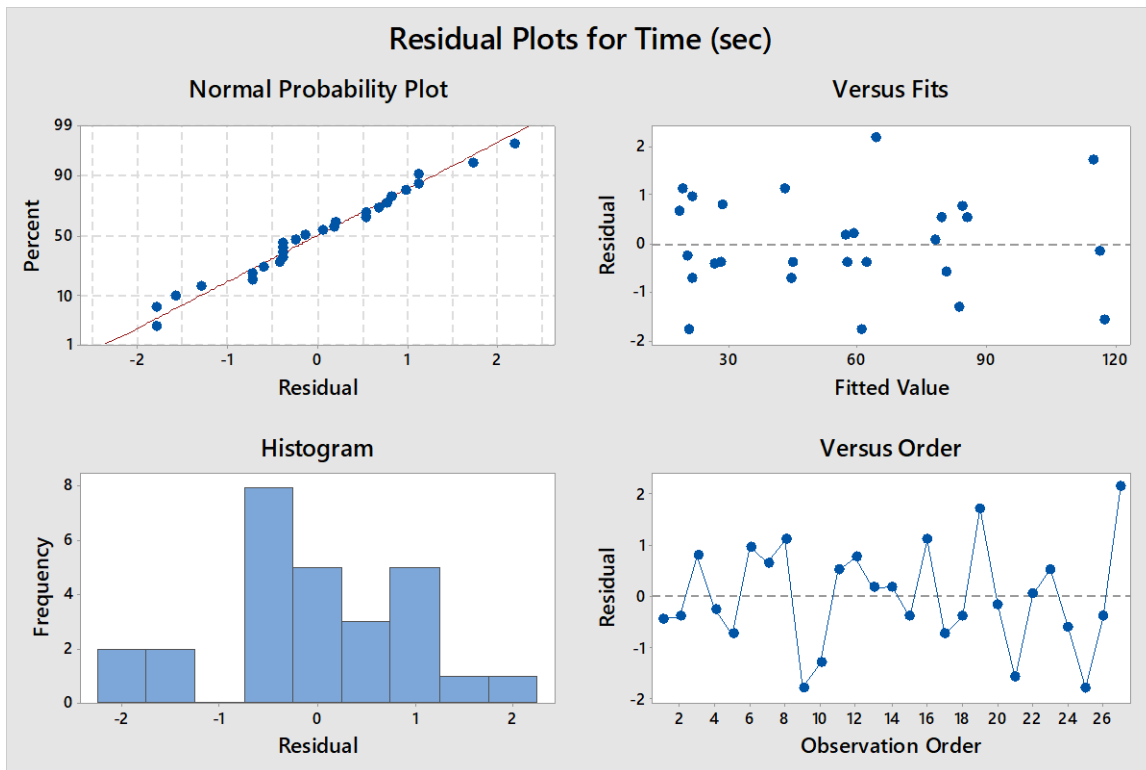 Residual Plots for Time (sec)
Normal Probability Plot
99
90
50
10
1
Percent
-2 -1 0 1 2
Residual
Versus Fits
2
1
0
-1
-2
Residual
30 60 90 120
Fitted Value
Histogram
8
6
4
2
0
Frequency
-2 -1 0 1 2
Residual
Versus Order
2
1
0
-1
-2
Residual
2 4 6 8 10 12 14 16 18 20 22 24 26
Observation Order